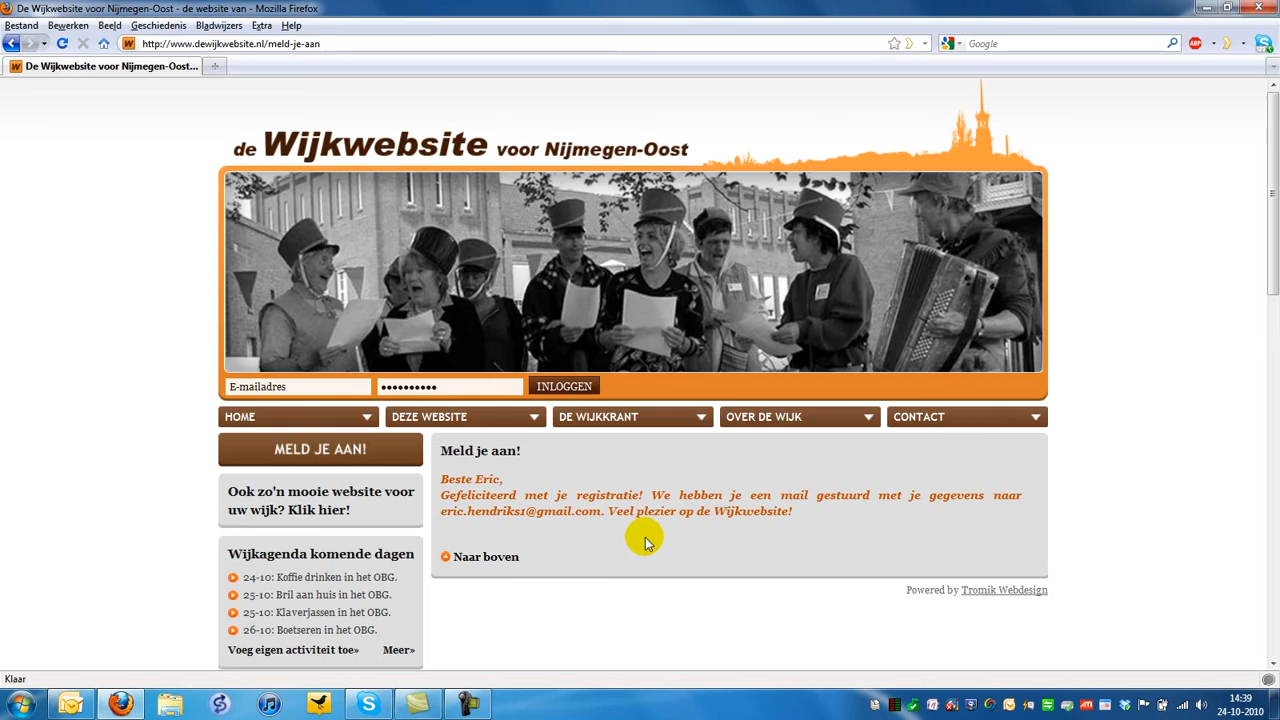 De Wijkwebsite voor Nijmegen-Oost - de website van - Mozilla Firefox
Bestand Bewerken Beeld Geschiedenis Bladwijzers Extra Help
http://www.dewijkwebsite.nl/meld-je-aan
Google
ABP
De Wijkwebsite voor Nijmegen-Oost...
de Wijkwebsite voor Nijmegen-Oost
E-mailadres •••••••••• INLOGGEN
HOME DEZE WEBSITE DE WIJKKRANT OVER DE WIJK CONTACT
MELD JE AAN!
Ook zo'n mooie website voor
uw wijk? Klik hier!
Wijkagenda komende dagen
24-10: Koffie drinken in het OBG.
25-10: Bril aan huis in het OBG.
25-10: Klaverjassen in het OBG.
26-10: Boetseren in het OBG.
Voeg eigen activiteit toe» Meer»
Meld je aan!
Beste Eric,
Gefeliciteerd met je registratie! We hebben je een mail gestuurd met je gegevens naar
eric.hendriks1@gmail.com. Veel plezier op de Wijkwebsite!
Naar boven
Powered by Tromik Webdesign
Klaar
14:39
24-10-2010